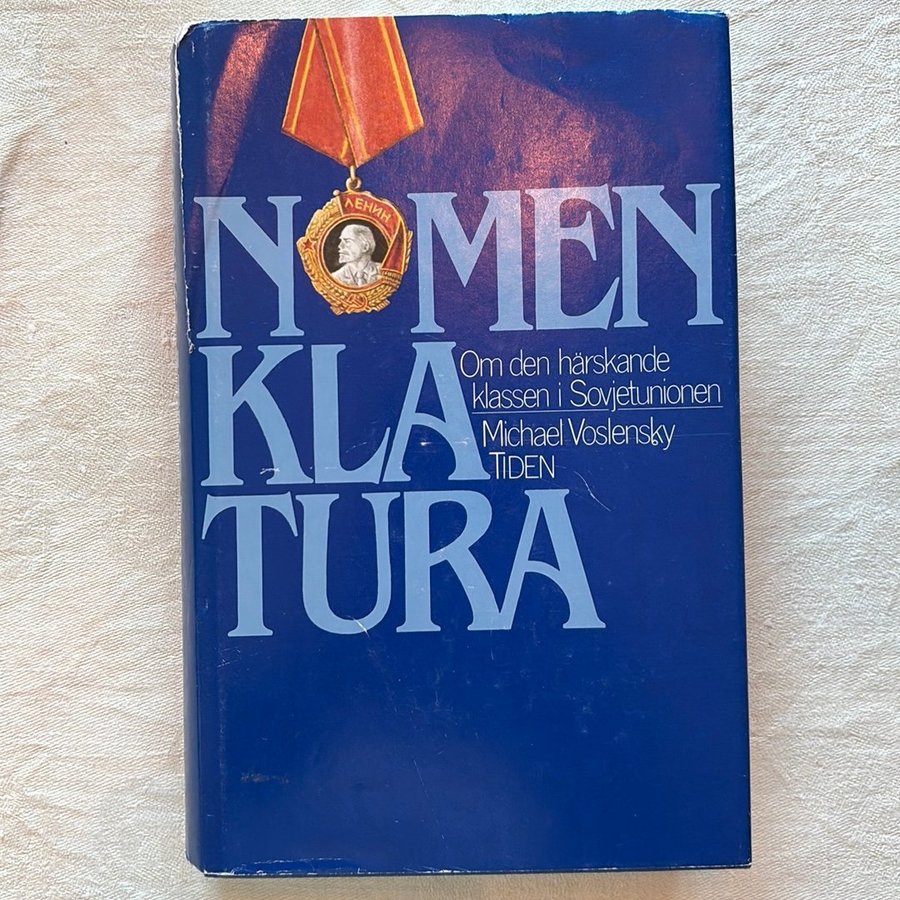 ЛЕНИН
NOMEN
KLA
TURA
Om den härskande
klassen i Sovjetunionen
Michael Voslensky
TIDEN